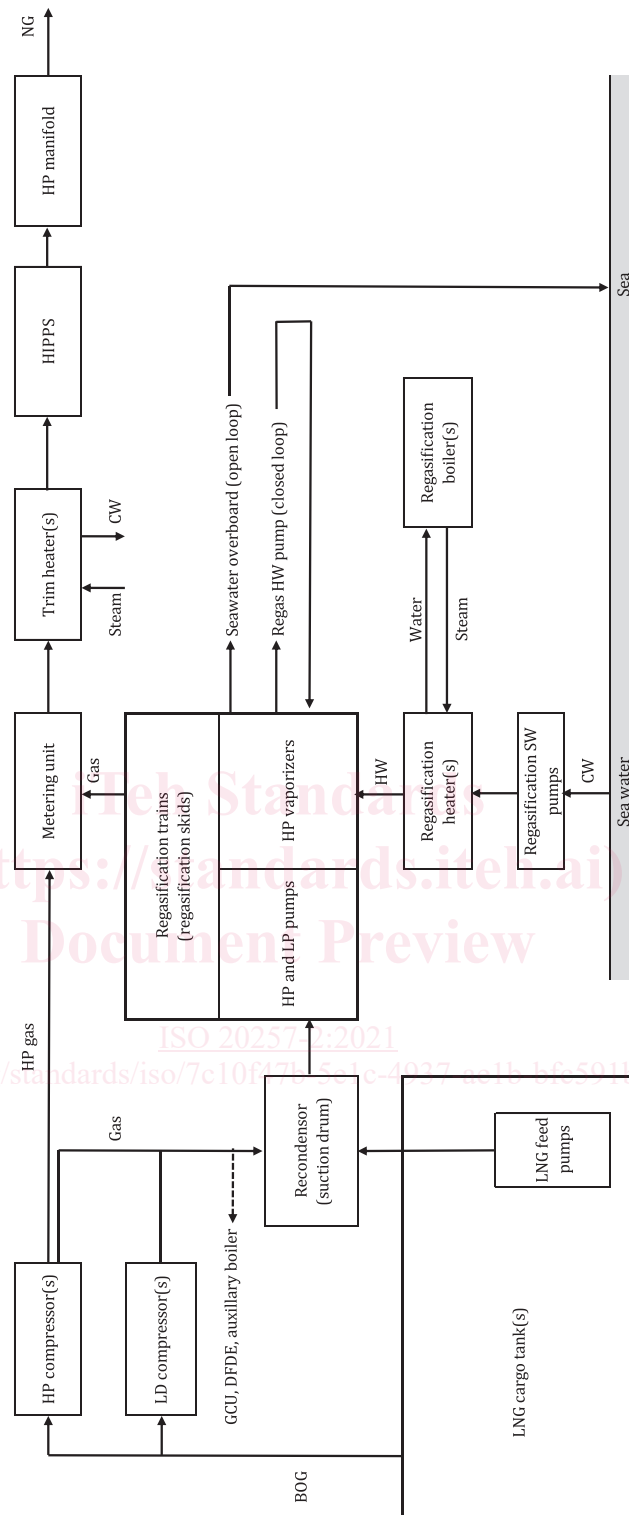 NG
HP manifold
HIPPS
Trim heater(s)
CW
Steam
Metering unit
Gas
HP gas
HP compressor(s)
LD compressor(s)
Gas
GCU, DFDE, auxillary boiler
BOG
Regasification trains
(regasification skids)
HP vaporizers
HP and LP pumps
Seawater overboard (open loop)
Regas HW pump (closed loop)
Recondensor
(suction drum)
HW
Regasification
heater(s)
Water
Steam
Regasification
boiler(s)
Regasification SW
pumps
CW
Sea water
Sea
LNG feed
pumps
LNG cargo tank(s)
iTeh Standards
ttps://standards.iteh.ai)
Document Preview
ISO 20257-2:2021
/standards/iso/7c10f47b-5e1c-4937-ae1b-bfc591b